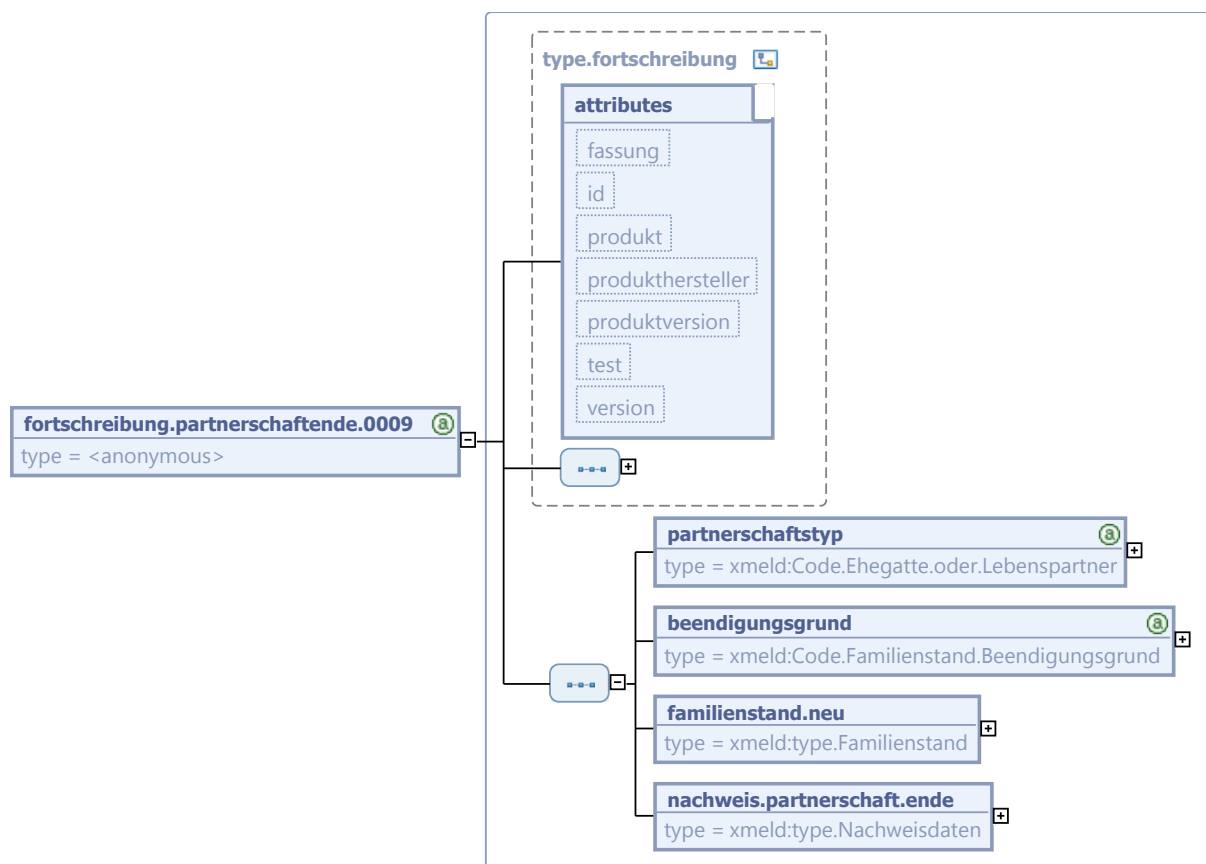 type.fortschreibung
attributes
fassung
id
produkt
produkthersteller
produktversion
test
version
fortschreibung.partnerschaftende.0009
type = <anonymous>
partnerschaftstyp
type = xmeld:Code.Ehegatte.oder.Lebenspartner
beendigungsgrund
type = xmeld:Code.Familienstand.Beendigungsgrund
familienstand.neu
type = xmeld:type.Familienstand
nachweis.partnerschaft.ende
type = xmeld:type.Nachweisdaten